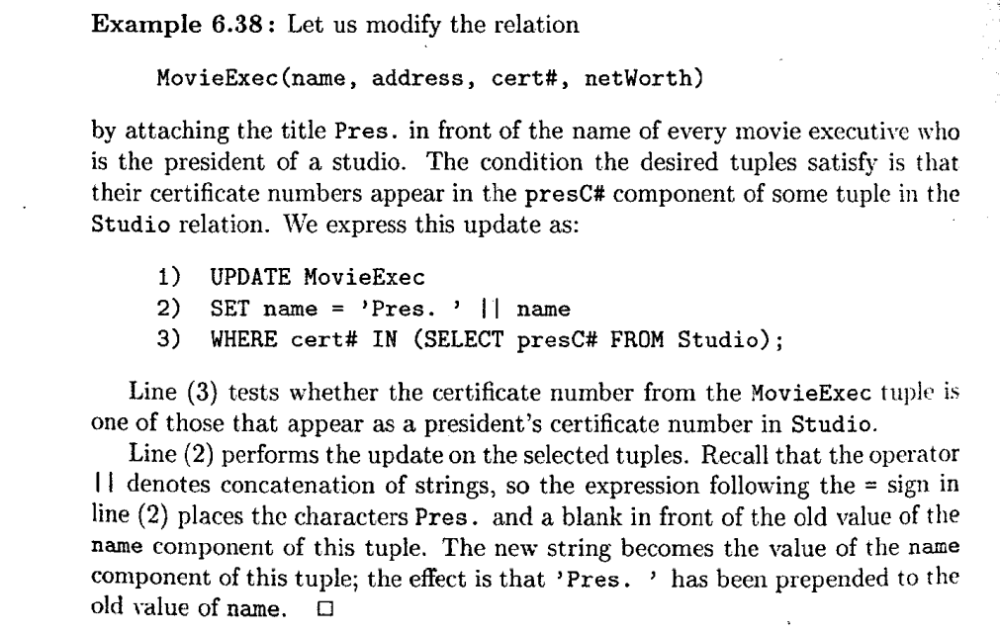 Example 6.38: Let us modify the relation
MovieExec(name, address, cert#, netWorth)
by attaching the title Pres. in front of the name of every movie executive who
is the president of a studio. The condition the desired tuples satisfy is that
their certificate numbers appear in the presC# component of some tuple in the
Studio relation. We express this update as:
1) UPDATE MovieExec
2) SET name = 'Pres. ' || name
3) WHERE cert# IN (SELECT presC# FROM Studio);
Line (3) tests whether the certificate number from the MovieExec tuple is
one of those that appear as a president's certificate number in Studio.
Line (2) performs the update on the selected tuples. Recall that the operator
|| denotes concatenation of strings, so the expression following the = sign in
line (2) places the characters Pres. and a blank in front of the old value of the
name component of this tuple. The new string becomes the value of the name
component of this tuple; the effect is that 'Pres. ' has been prepended to the
old value of name. □